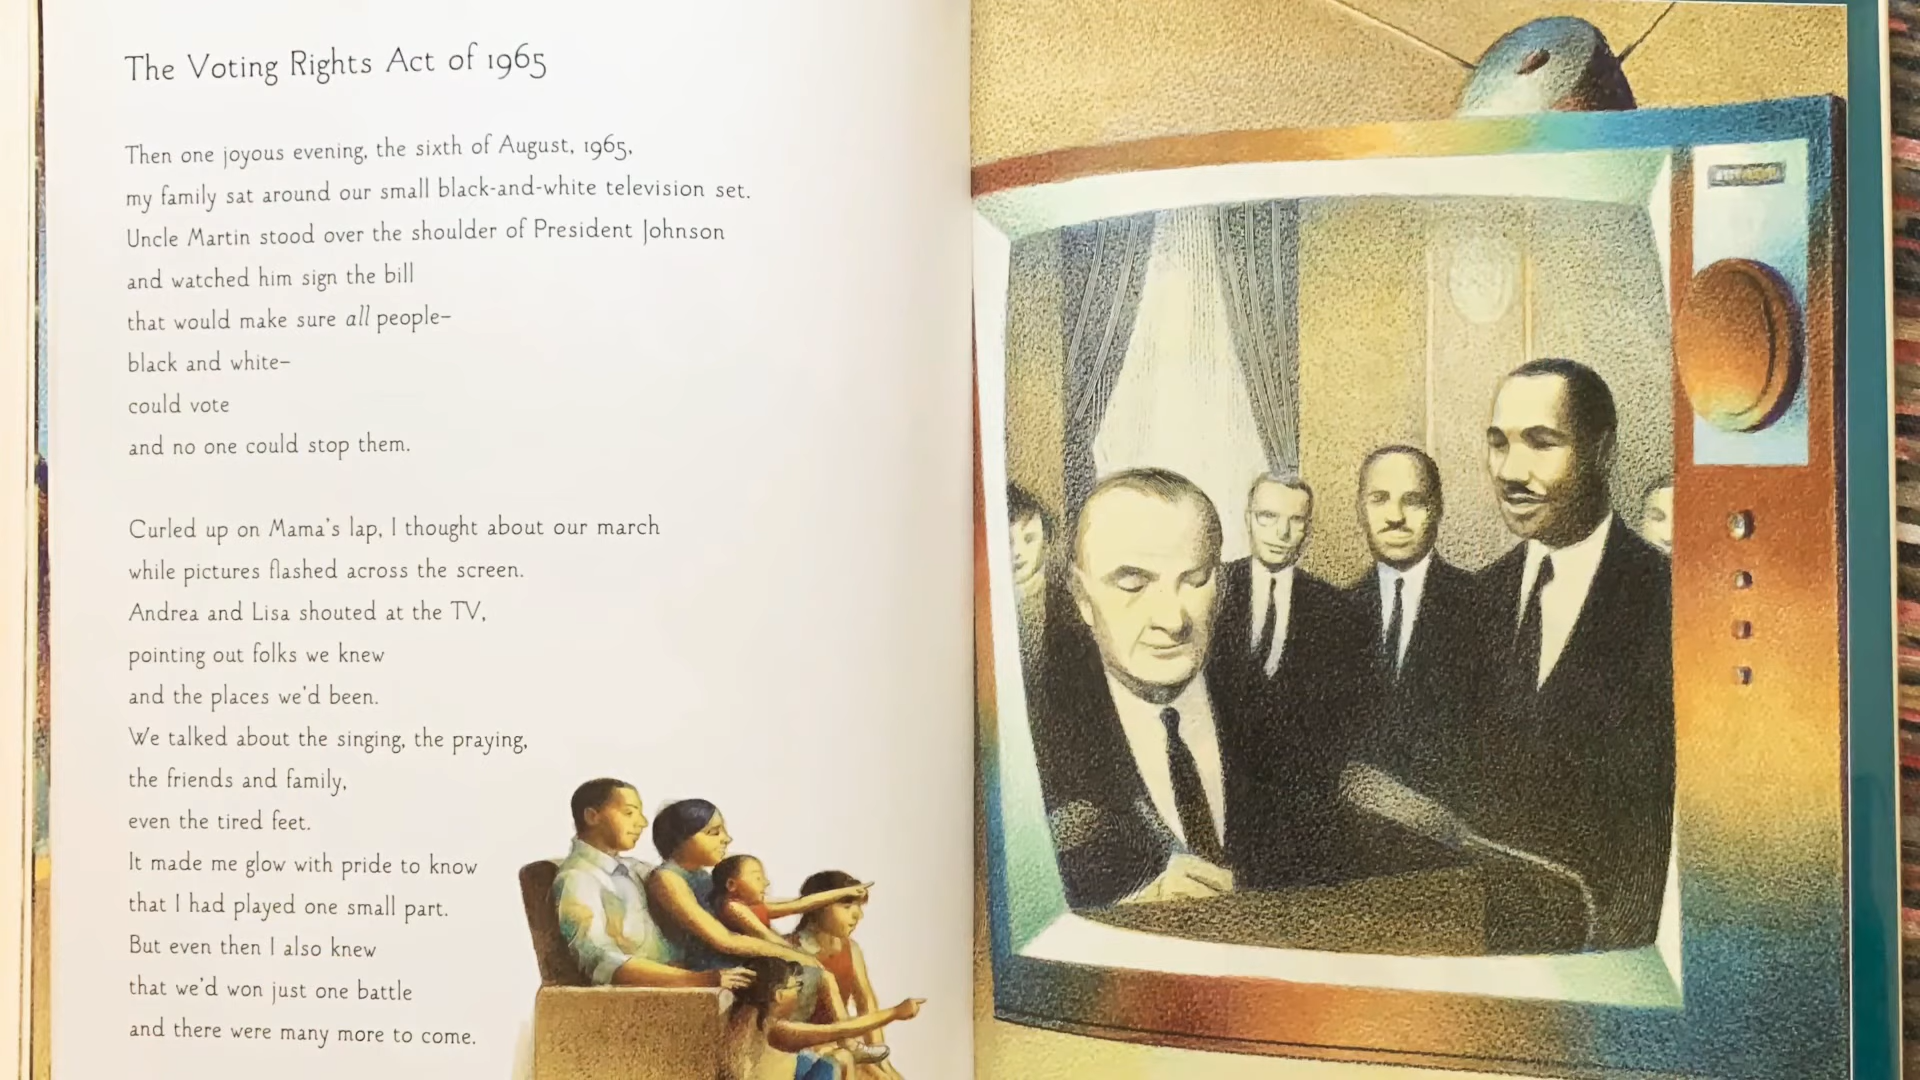 The Voting Rights Act of 1965
Then one joyous evening, the sixth of August, 1965,
my family sat around our small black-and-white television set.
Uncle Martin stood over the shoulder of President Johnson
and watched him sign the bill
that would make sure all people–
black and white–
could vote
and no one could stop them.
Curled up on Mama's lap, I thought about our march
while pictures flashed across the screen.
Andrea and Lisa shouted at the TV,
pointing out folks we knew
and the places we'd been.
We talked about the singing, the praying,
the friends and family,
even the tired feet.
It made me glow with pride to know
that I had played one small part.
But even then I also knew
that we'd won just one battle
and there were many more to come.